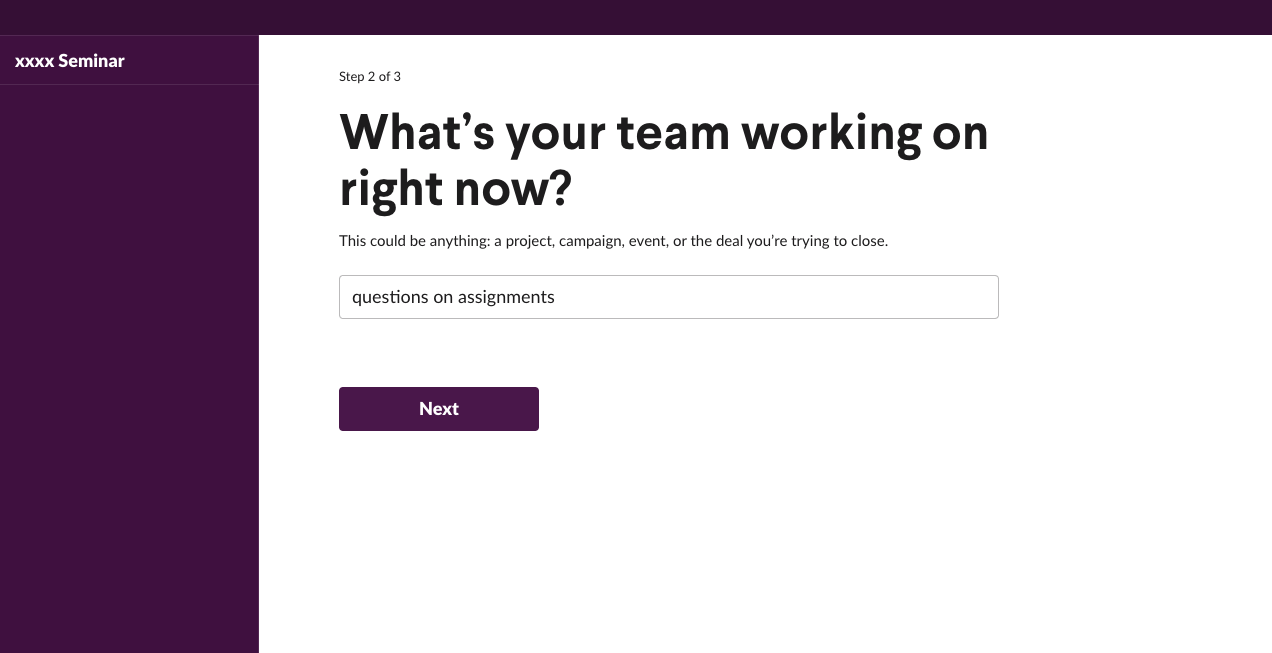 xxxx Seminar
Step 2 of 3
What’s your team working on
right now?
This could be anything: a project, campaign, event, or the deal you’re trying to close.
questions on assignments
Next